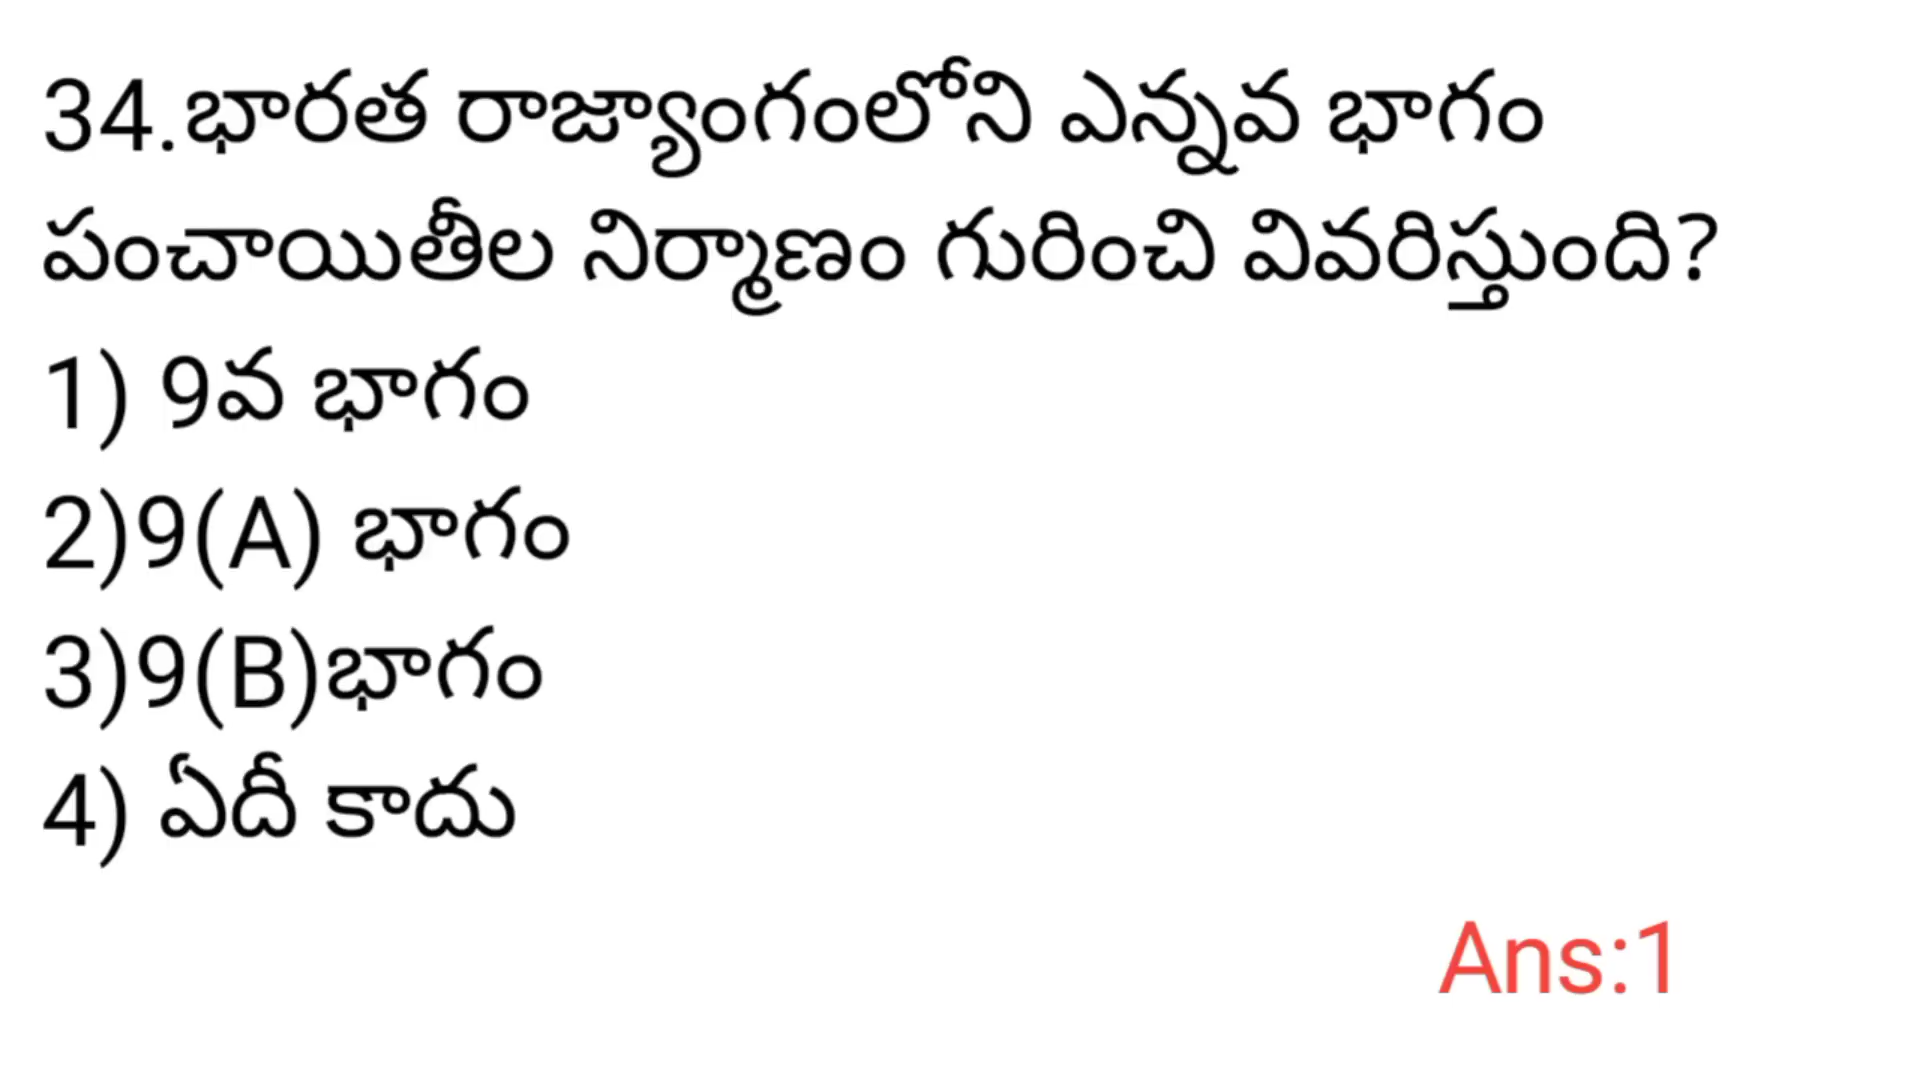 34.భారత రాజ్యాంగంలోని ఎన్నవ భాగం
పంచాయితీల నిర్మాణం గురించి వివరిస్తుంది?
1) 9వ భాగం
2)9(A) భాగం
3)9(B)భాగం
4) ఏదీ కాదు
Ans:1